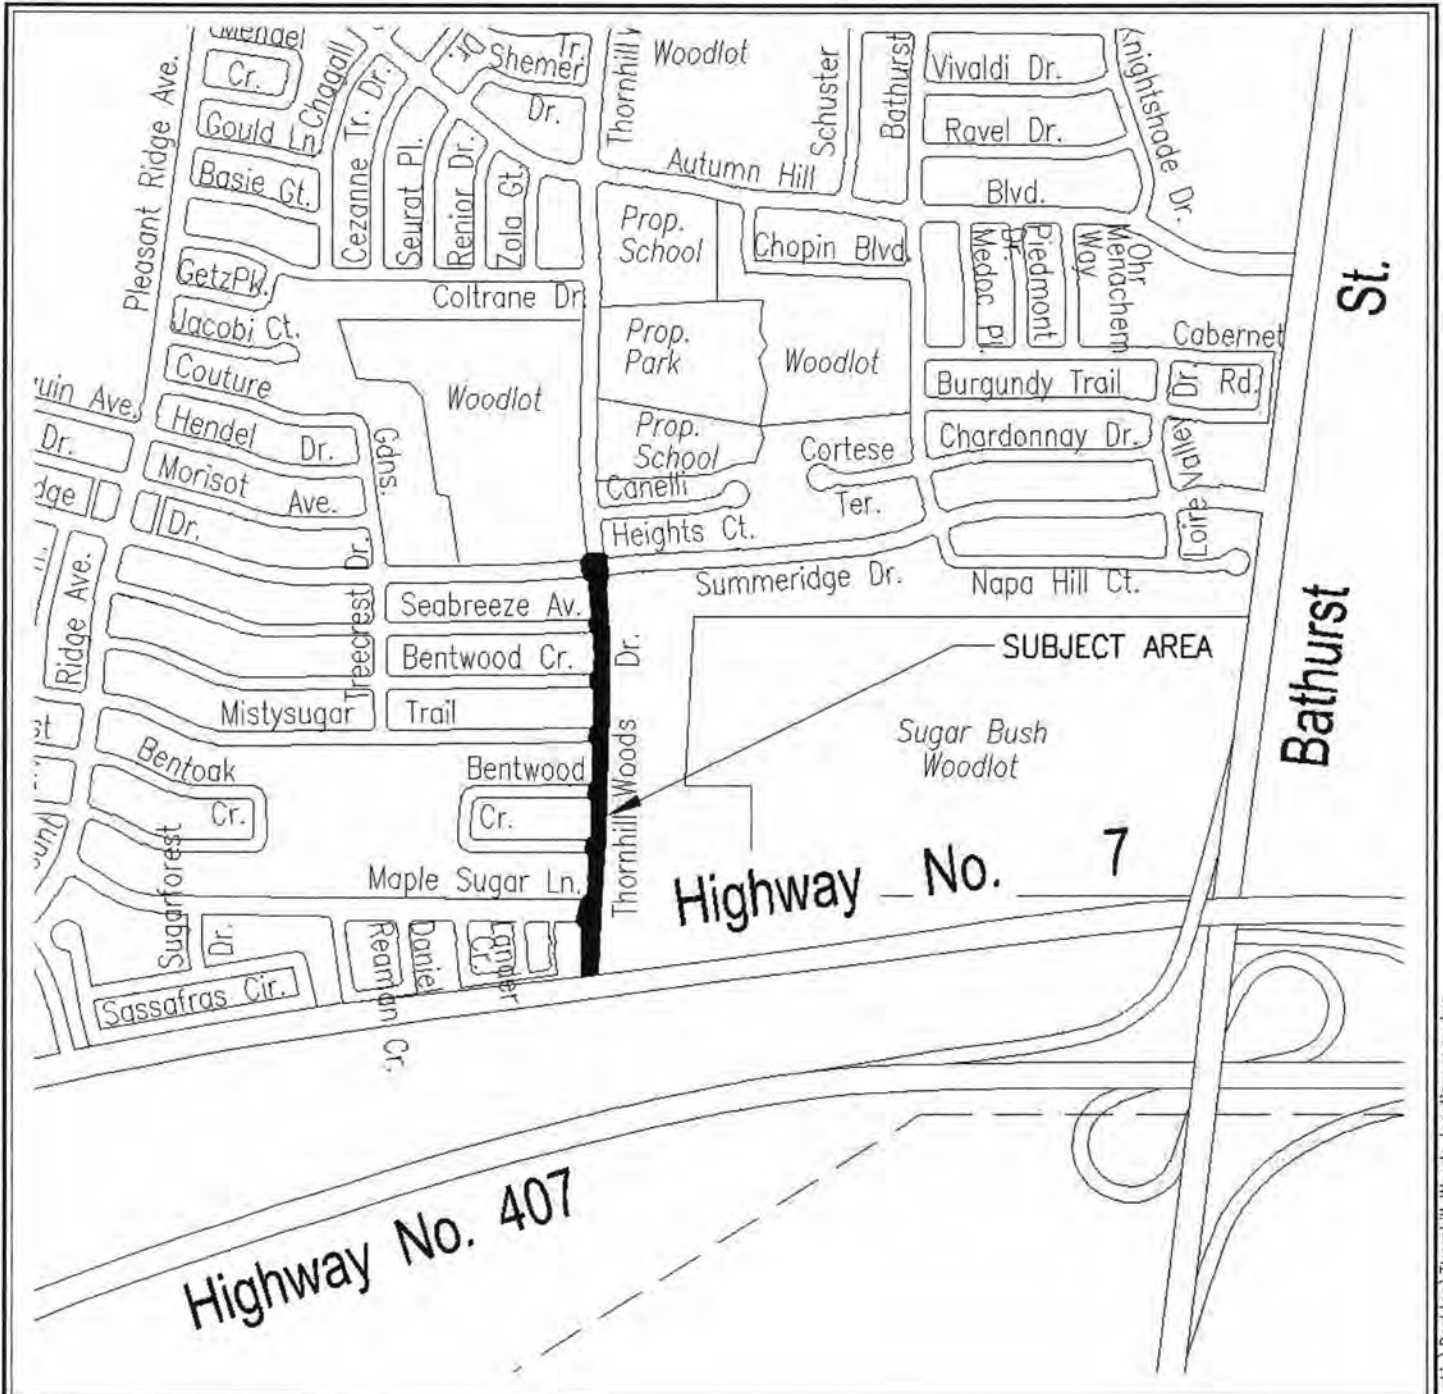 Mendel
Cr.
Chagall
Tr. Dr.
Dr.
Shemer
Tr.
Dr.
Thornhill
Woodlot
Schuster
Bathurst
Vivaldi Dr.
Knightshade Dr.
Pleasant Ridge Ave.
Gould Ln.
Cezanne
Seurat Pl.
Renior Dr.
Zola Gt.
Autumn Hill
Ravel Dr.
Basie Gt.
Blvd.
Prop.
School
Chopin Blvd.
Medoc Pl.
Dr.
Piedmont
Ohr
Menachem
Way
St.
GetzPw.
Coltrane Dr.
Jacobi Ct.
Prop.
Park
Woodlot
Cabernet
Rd.
Couture
Woodlot
Burgundy Trail
Dr.
uin Ave.
Hendel Dr.
Gdns.
Prop.
School
Cortese
Ter.
Chardonnay Dr.
Loire Valley
Dr.
Morisot Ave.
Canelli
Heights Ct.
dge
Dr.
Dr.
Summeridge Dr.
Napa Hill Ct.
Ridge Ave.
Treecrest
Seabreeze Av.
Bentwood Cr.
Dr.
SUBJECT AREA
Bathurst
Mistysugar Trail
st
Sugar Bush
Woodlot
Bentoak
Cr.
Bentwood
Cr.
Thornhill Woods
Highway No. 7
Maple Sugar Ln.
Sugarforest
Dr.
Reaman
Cr.
Daniel
Cr.
Sassafras Cir.
Highway No. 407